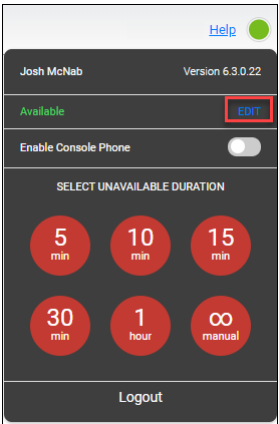 Help
Josh McNab Version 6.3.0.22
Available EDIT
Enable Console Phone
SELECT UNAVAILABLE DURATION
5 10 15
min min min
30 1 ∞
min hour manual
Logout